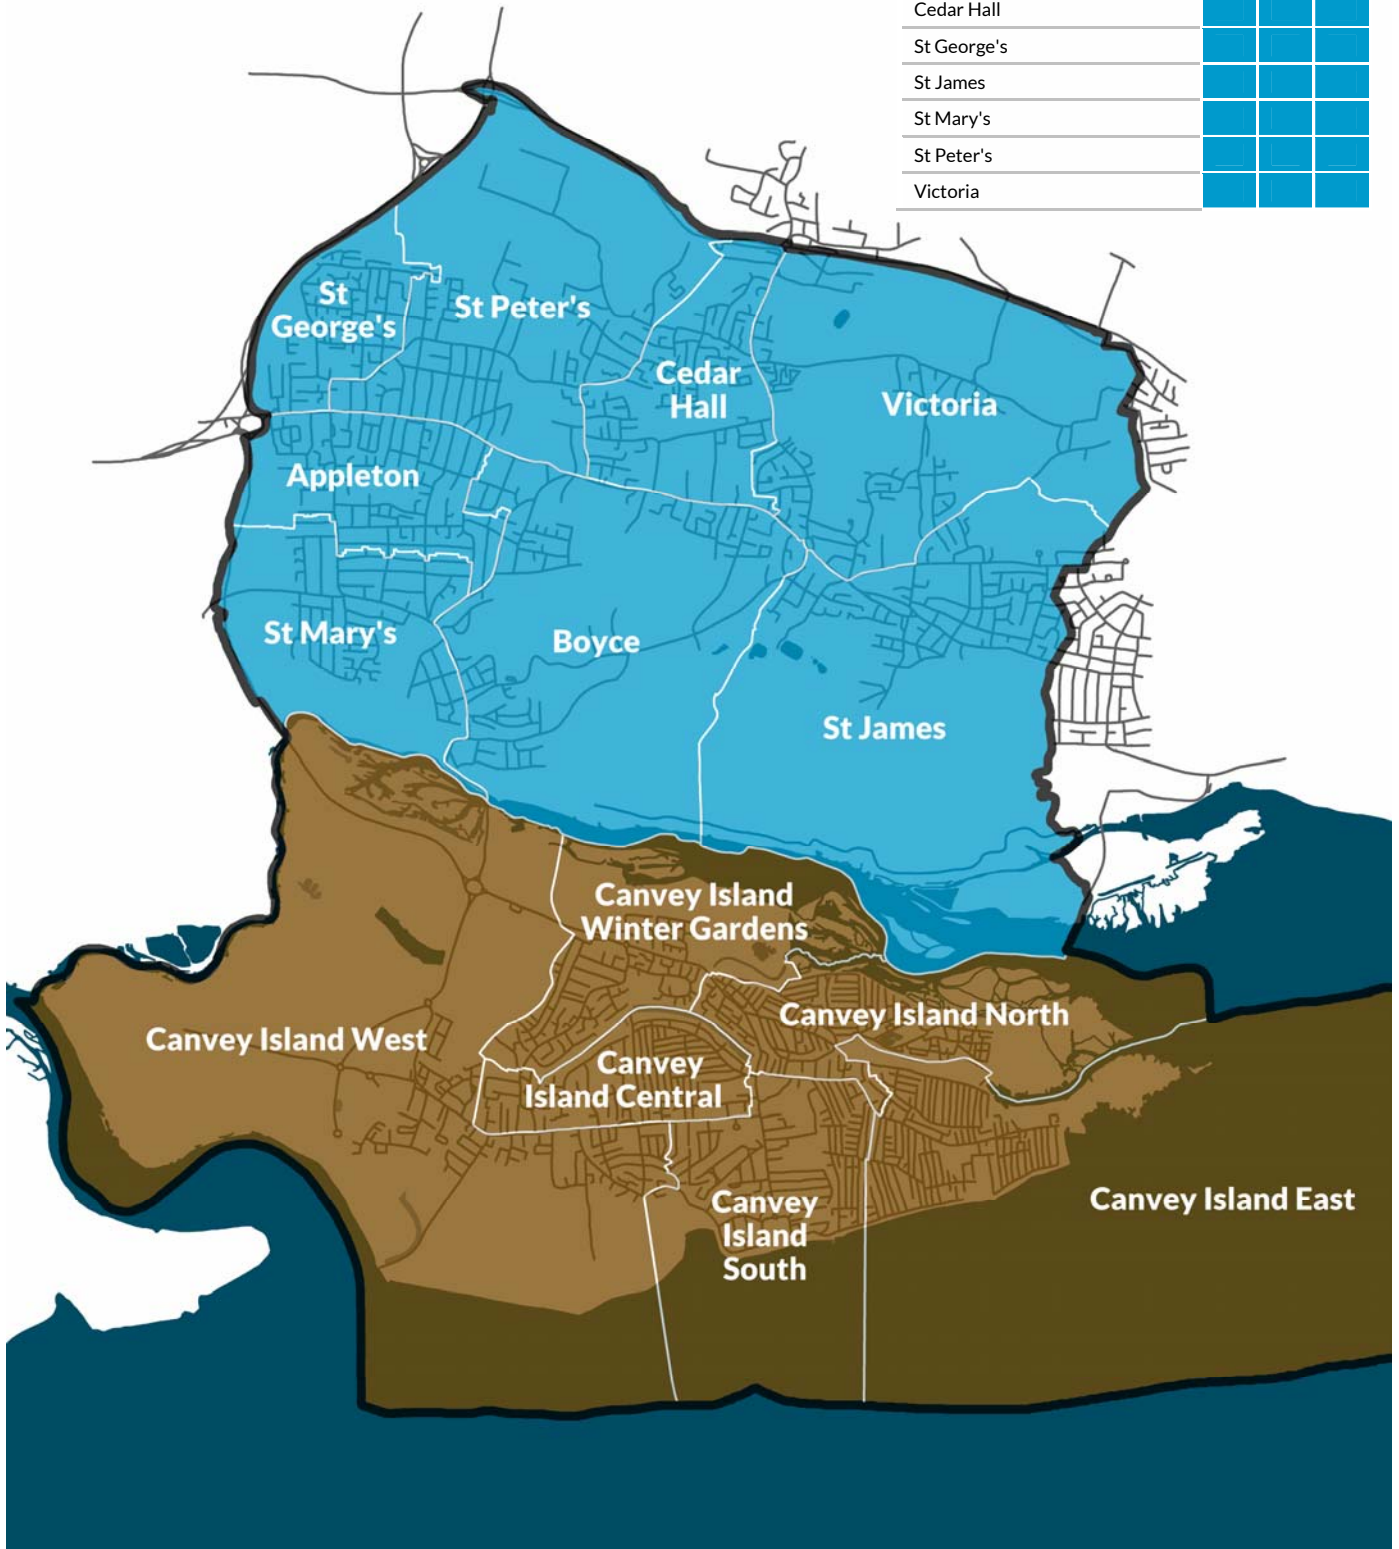 Cedar Hall
St George's
St James
St Mary's
St Peter's
Victoria
St
George's
St Peter's
Cedar
Hall
Victoria
Appleton
St Mary's
Boyce
St James
Canvey Island
Winter Gardens
Canvey Island North
Canvey Island West
Canvey
Island Central
Canvey
Island
South
Canvey Island East